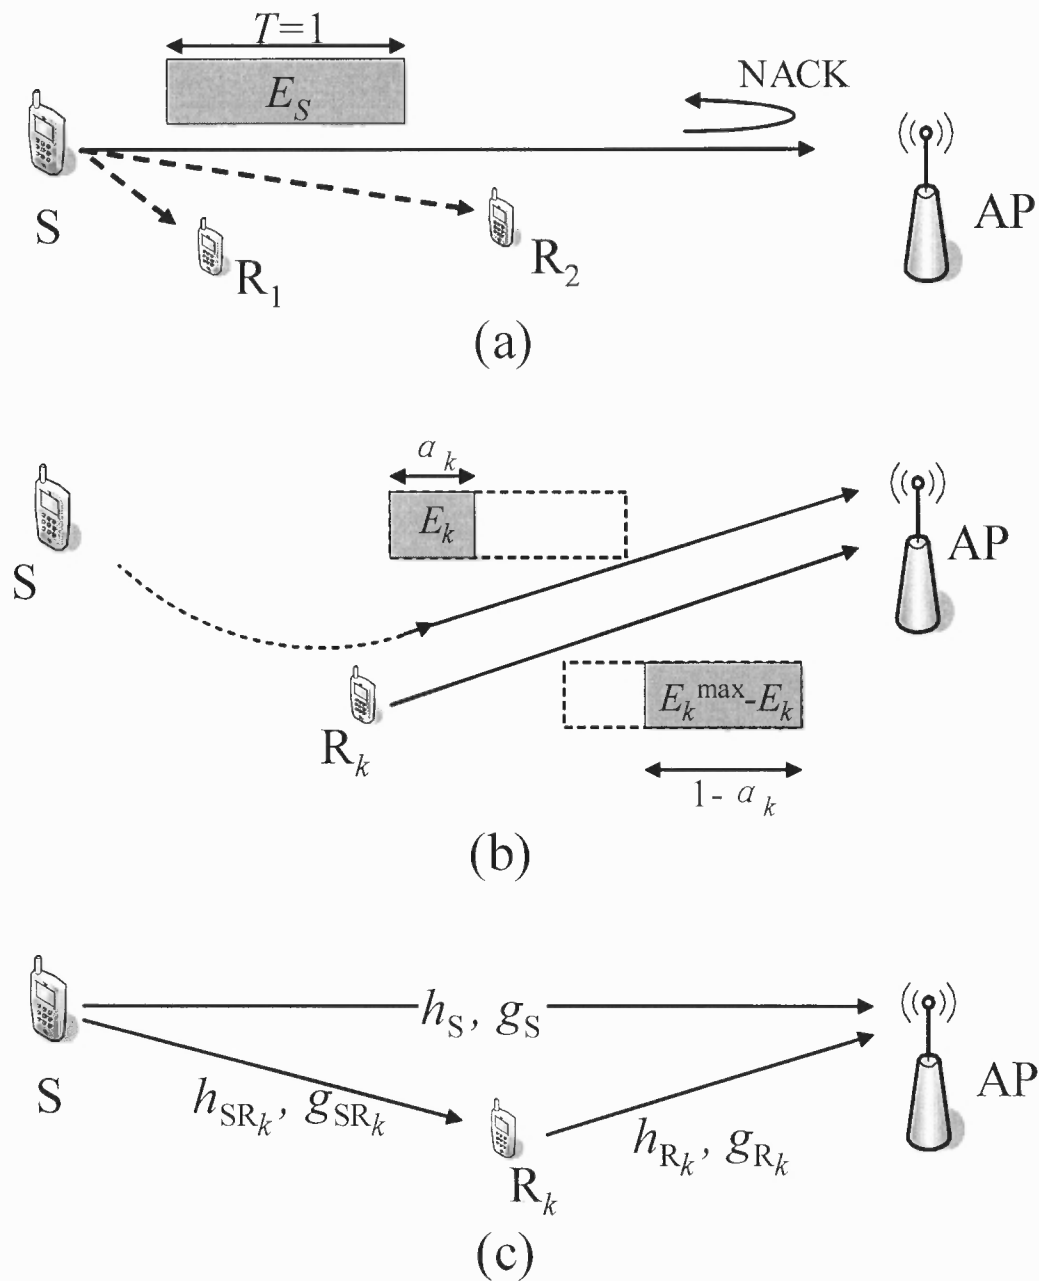 T=1
E_S
NACK
S
R_1
R_2
AP
(a)
a_k
E_k
S
AP
R_k
E_k^max-E_k
1- a_k
(b)
h_S, g_S
S
AP
h_SR_k, g_SR_k
h_R_k, g_R_k
R_k
(c)